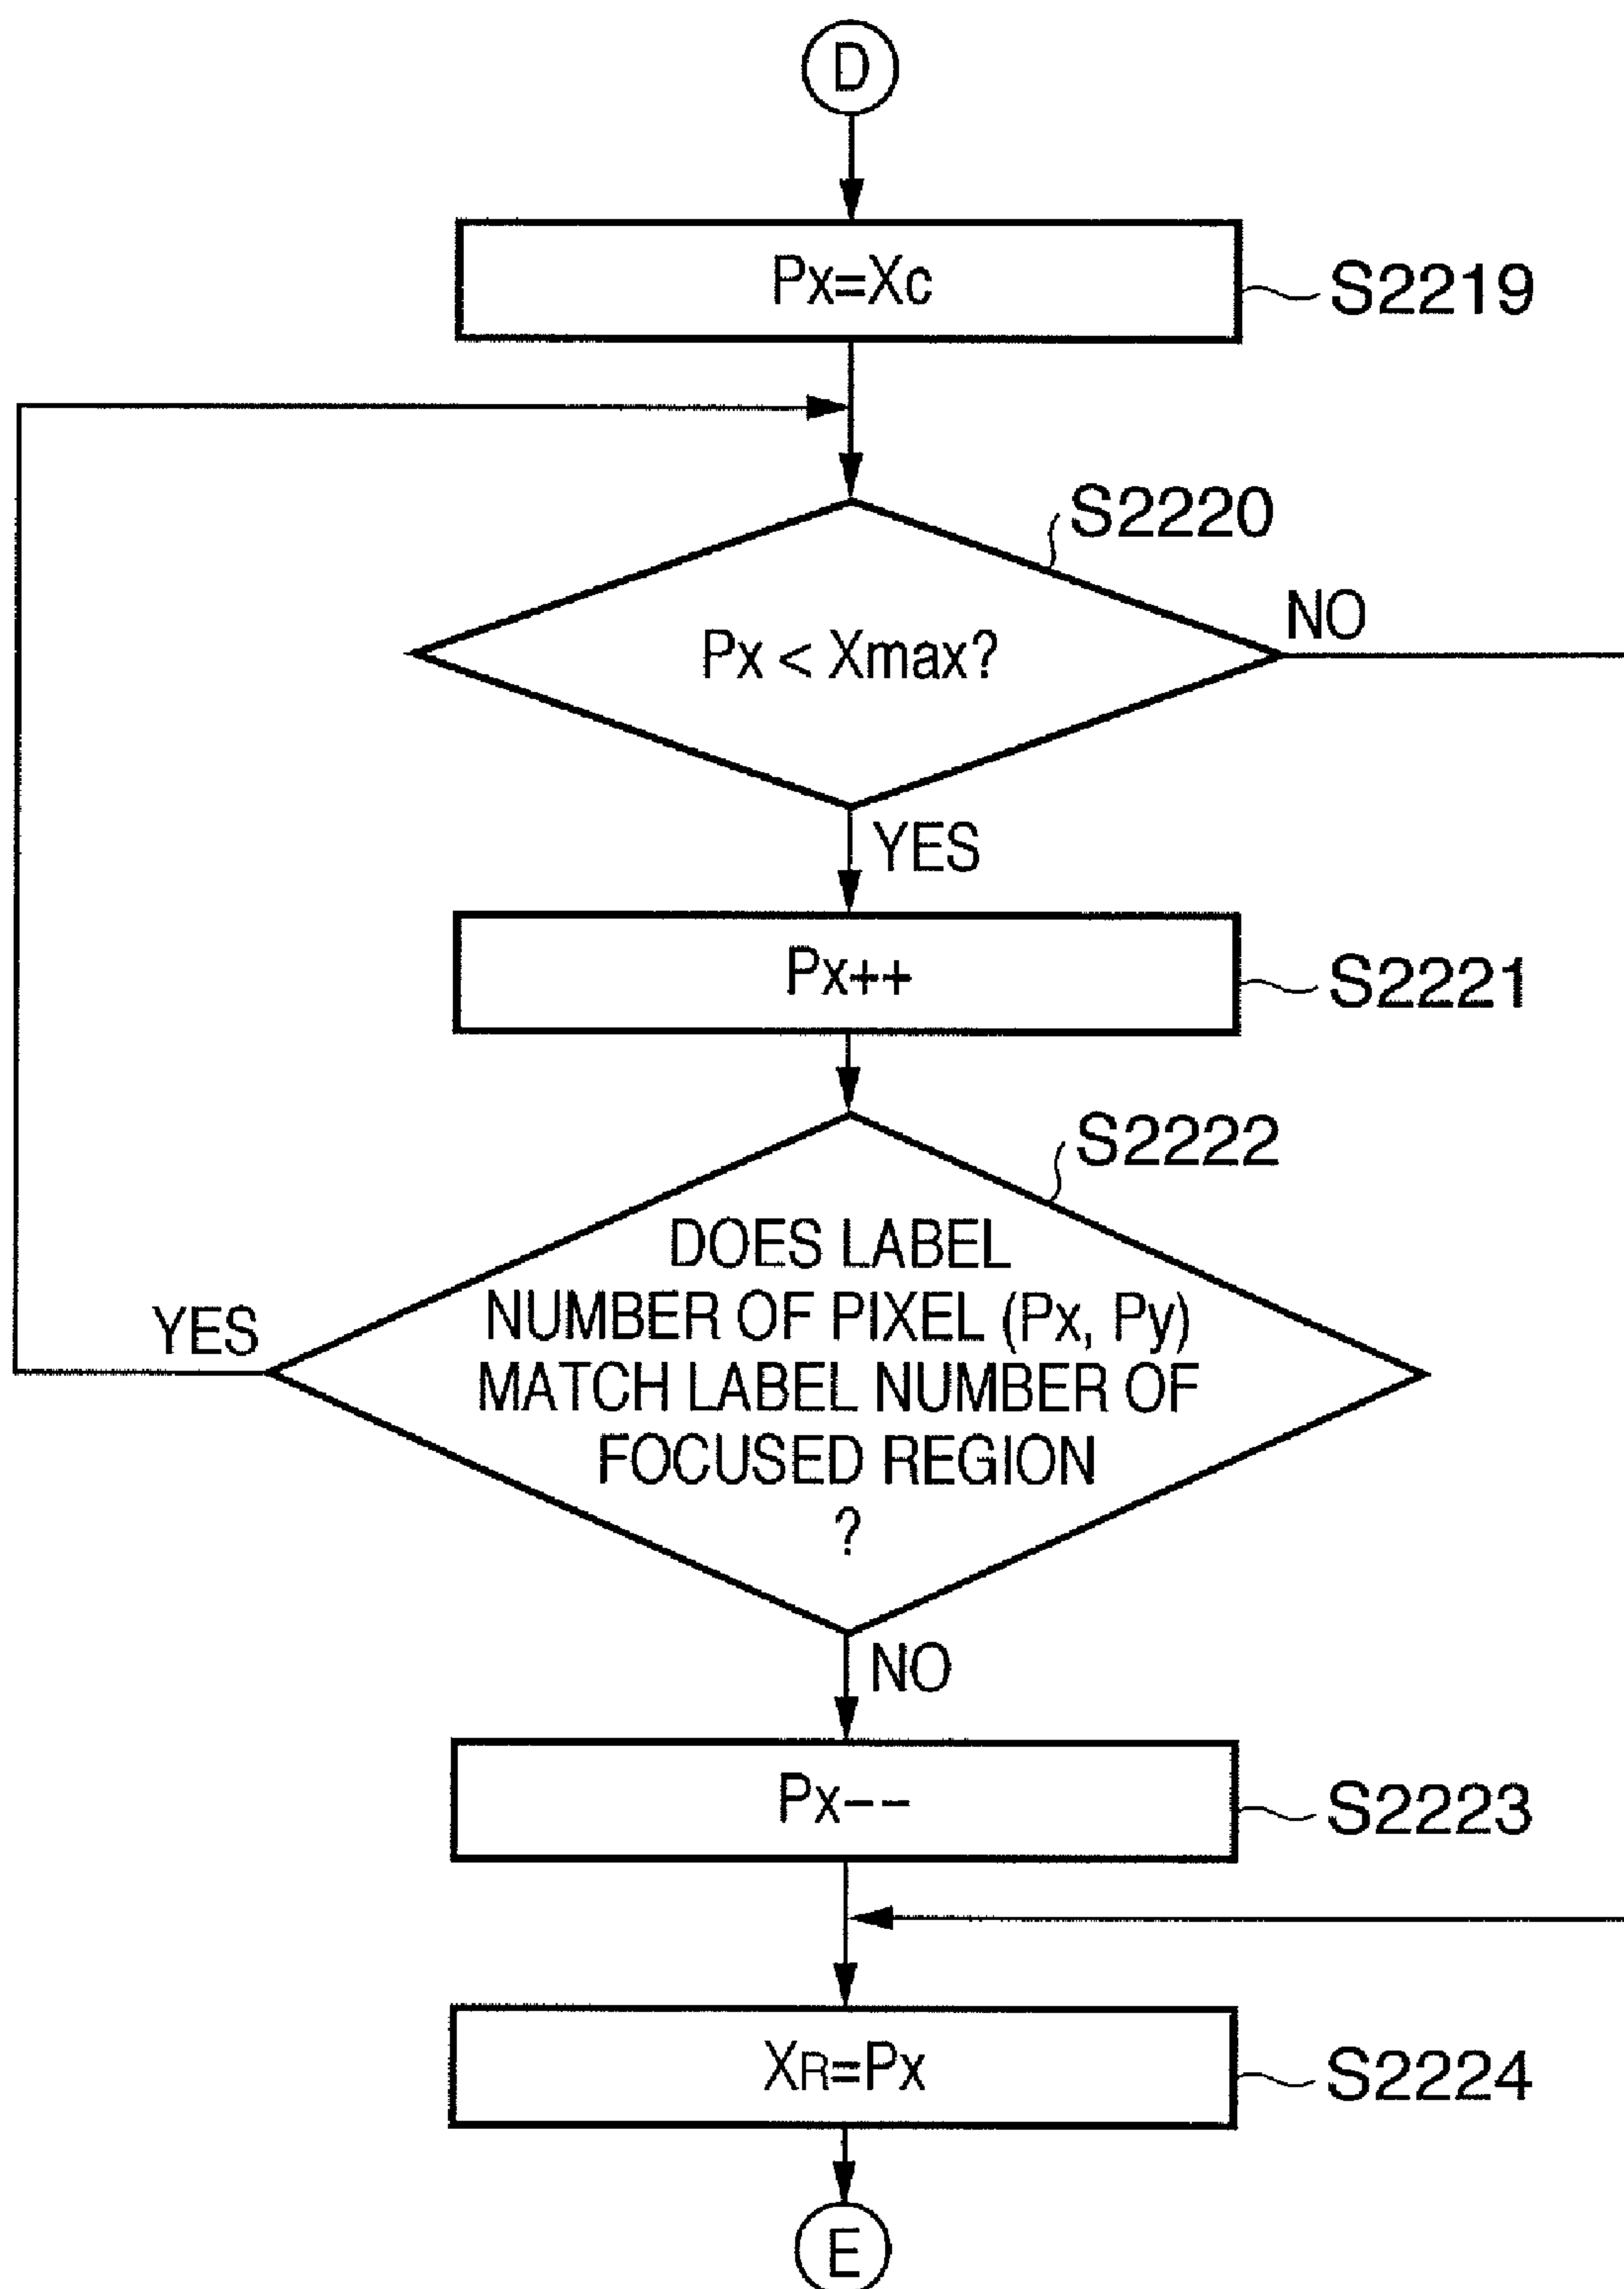 D
Px=Xc
S2219
S2220
Px < Xmax?
NO
YES
Px++
S2221
S2222
DOES LABEL
NUMBER OF PIXEL (Px, Py)
MATCH LABEL NUMBER OF
FOCUSED REGION
?
YES
NO
Px--
S2223
XR=Px
S2224
E